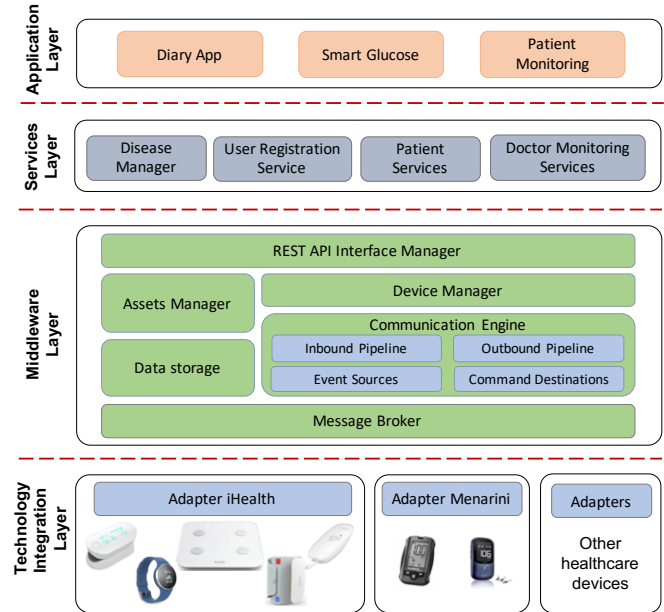 Application
Layer
Diary App
Smart Glucose
Patient
Monitoring
Services
Layer
Disease
Manager
User Registration
Service
Patient
Services
Doctor Monitoring
Services
Middleware
Layer
REST API Interface Manager
Assets Manager
Device Manager
Communication Engine
Inbound Pipeline
Outbound Pipeline
Data storage
Event Sources
Command Destinations
Message Broker
Technology
Integration
Layer
Adapter iHealth
Adapter Menarini
Adapters
Other
healthcare
devices